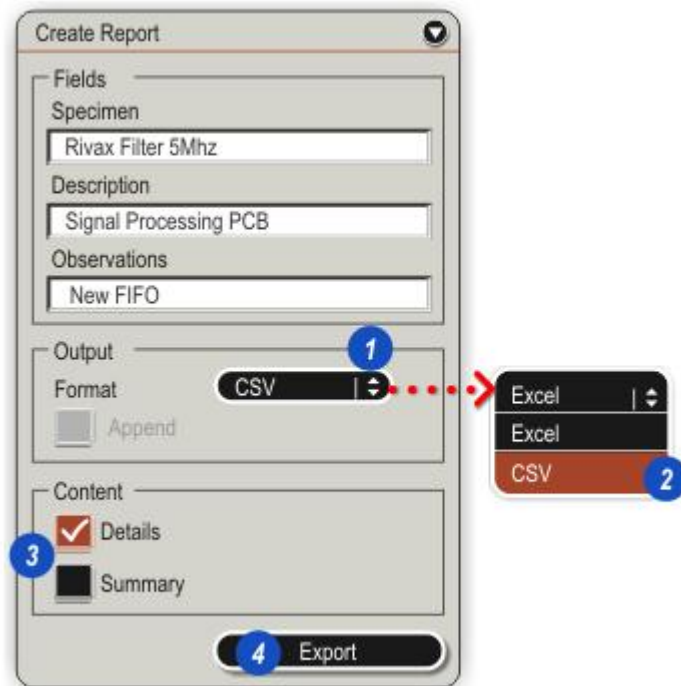 Create Report
Fields
Specimen
Rivax Filter 5Mhz
Description
Signal Processing PCB
Observations
New FIFO
Output
1
Format
CSV
Append
Excel
Excel
CSV
2
Content
Details
3
Summary
4
Export